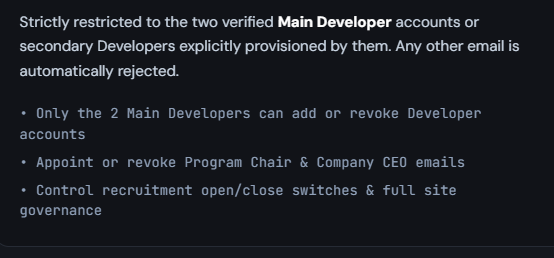 Strictly restricted to the two verified Main Developer accounts or
secondary Developers explicitly provisioned by them. Any other email is
automatically rejected.
• Only the 2 Main Developers can add or revoke Developer
accounts
• Appoint or revoke Program Chair & Company CEO emails
• Control recruitment open/close switches & full site
governance